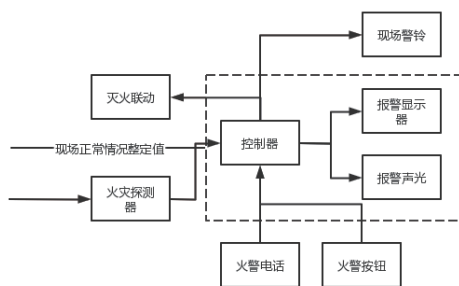 现场警铃
灭火联动
报警显示
器
控制器
现场正常情况整定值
火灾探测
器
报警声光
火警电话
火警按钮